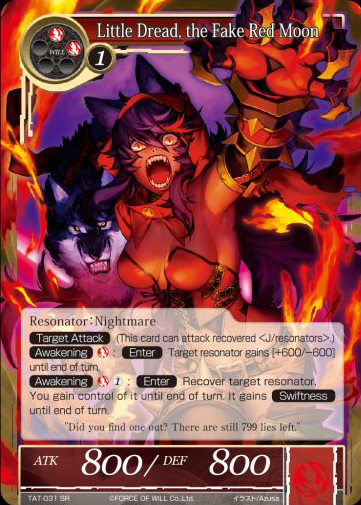 Little Dread, the Fake Red Moon
WILL
1
Resonator : Nightmare
Target Attack (This card can attack recovered <J/resonators>.)
Awakening : Enter Target resonator gains [+600/-600]
until end of turn.
Awakening 1 : Enter Recover target resonator.
You gain control of it until end of turn. It gains Swiftness
until end of turn.
"Did you find one out? There are still 799 lies left."
ATK 800 / DEF 800
TAT-031 SR ©FORCE OF WILL Co.,Ltd. イラスト/Azusa